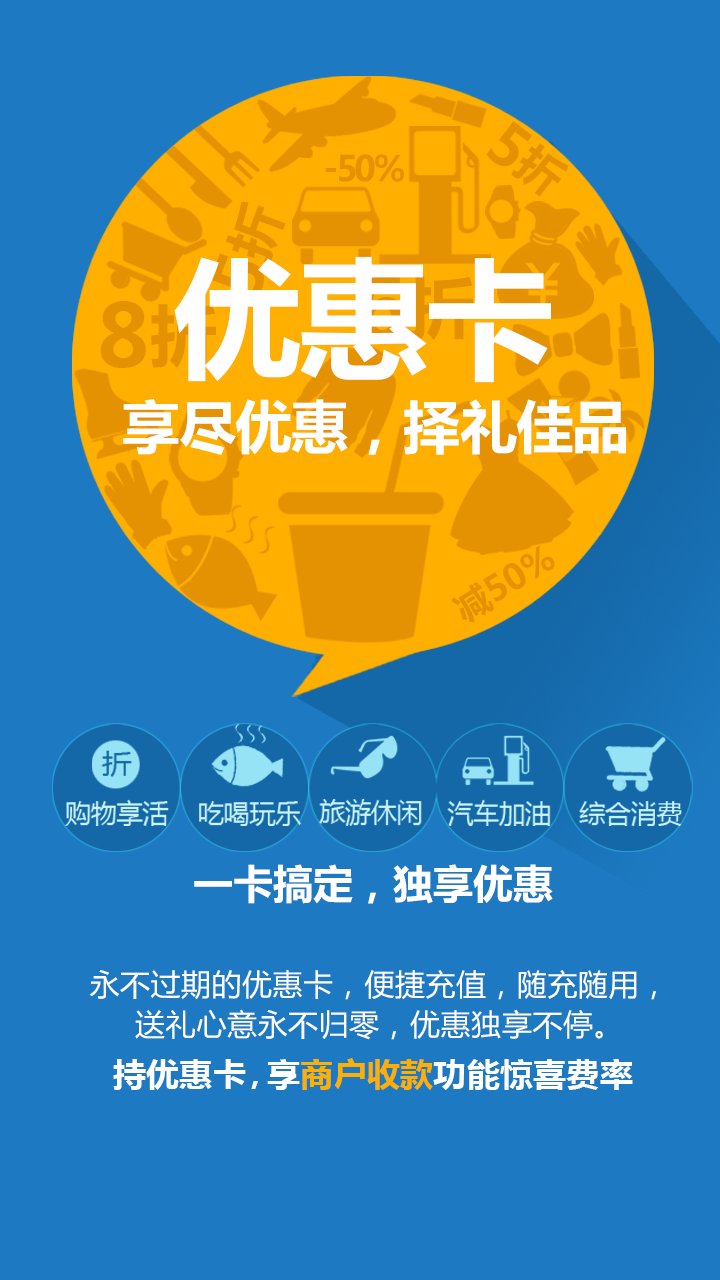 -50%
5折
折
8折
折
¥
优惠卡
享尽优惠，择礼佳品
减50%
折
购物享活
吃喝玩乐
旅游休闲
汽车加油
综合消费
一卡搞定，独享优惠
永不过期的优惠卡，便捷充值，随充随用，
送礼心意永不归零，优惠独享不停。
持优惠卡,享商户收款功能惊喜费率